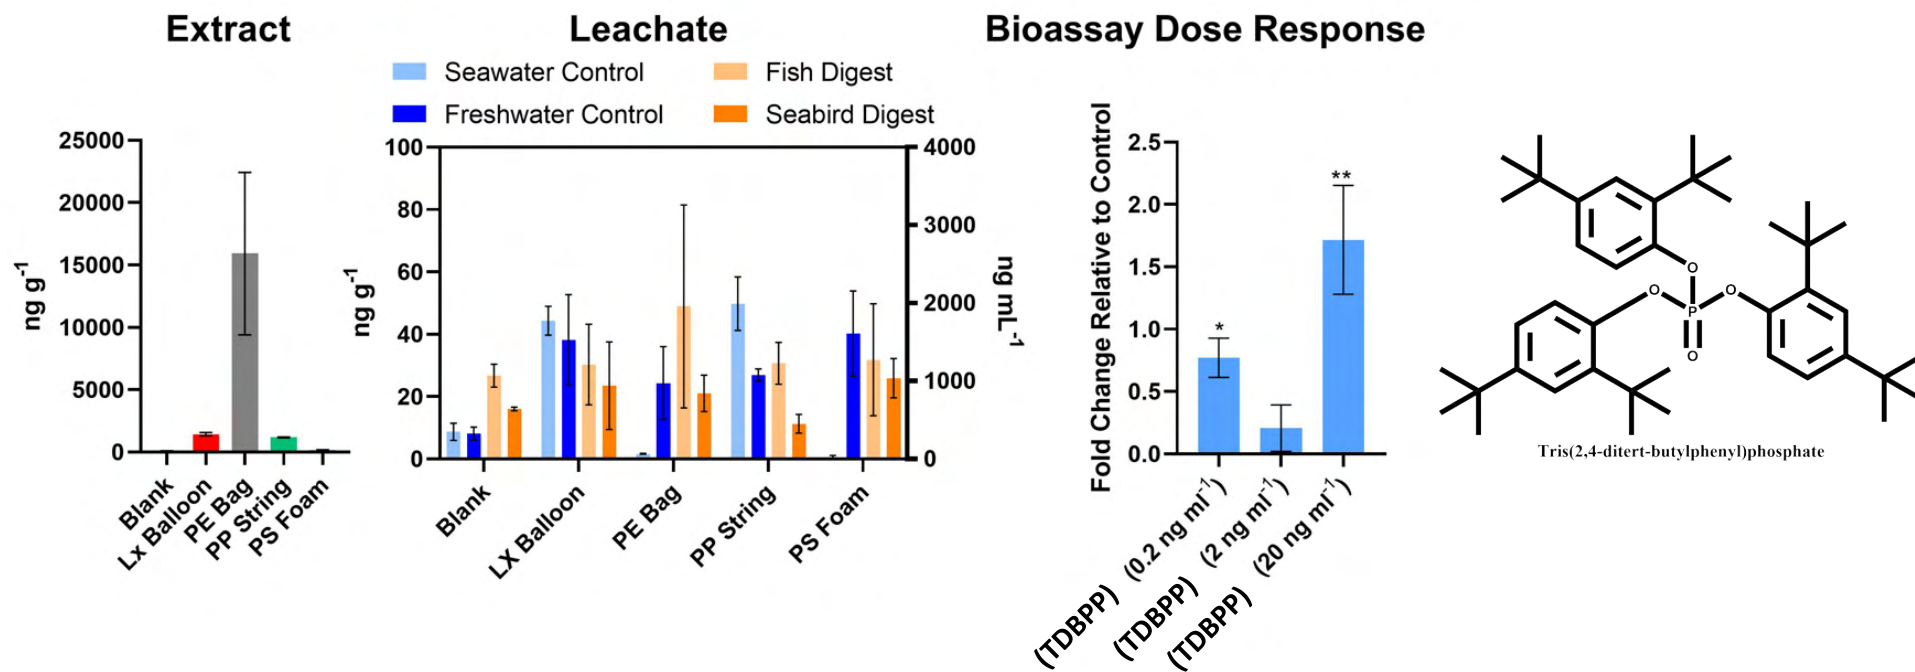 Extract
Leachate
Bioassay Dose Response
Seawater Control
Fish Digest
Freshwater Control
Seabird Digest
ng g-1
25000
20000
15000
10000
5000
0
Blank
Lx Balloon
PE Bag
PP String
PS Foam
ng g-1
100
80
60
40
20
0
4000
3000
2000
1000
0
ng mL-1
Blank
LX Balloon
PE Bag
PP String
PS Foam
Fold Change Relative to Control
2.5
2.0
1.5
1.0
0.5
0.0
*
**
(TDBPP) (0.2 ng ml-1)
(TDBPP) (2 ng ml-1)
(TDBPP) (20 ng ml-1)
O
O
O
P
O
Tris(2,4-ditert-butylphenyl)phosphate